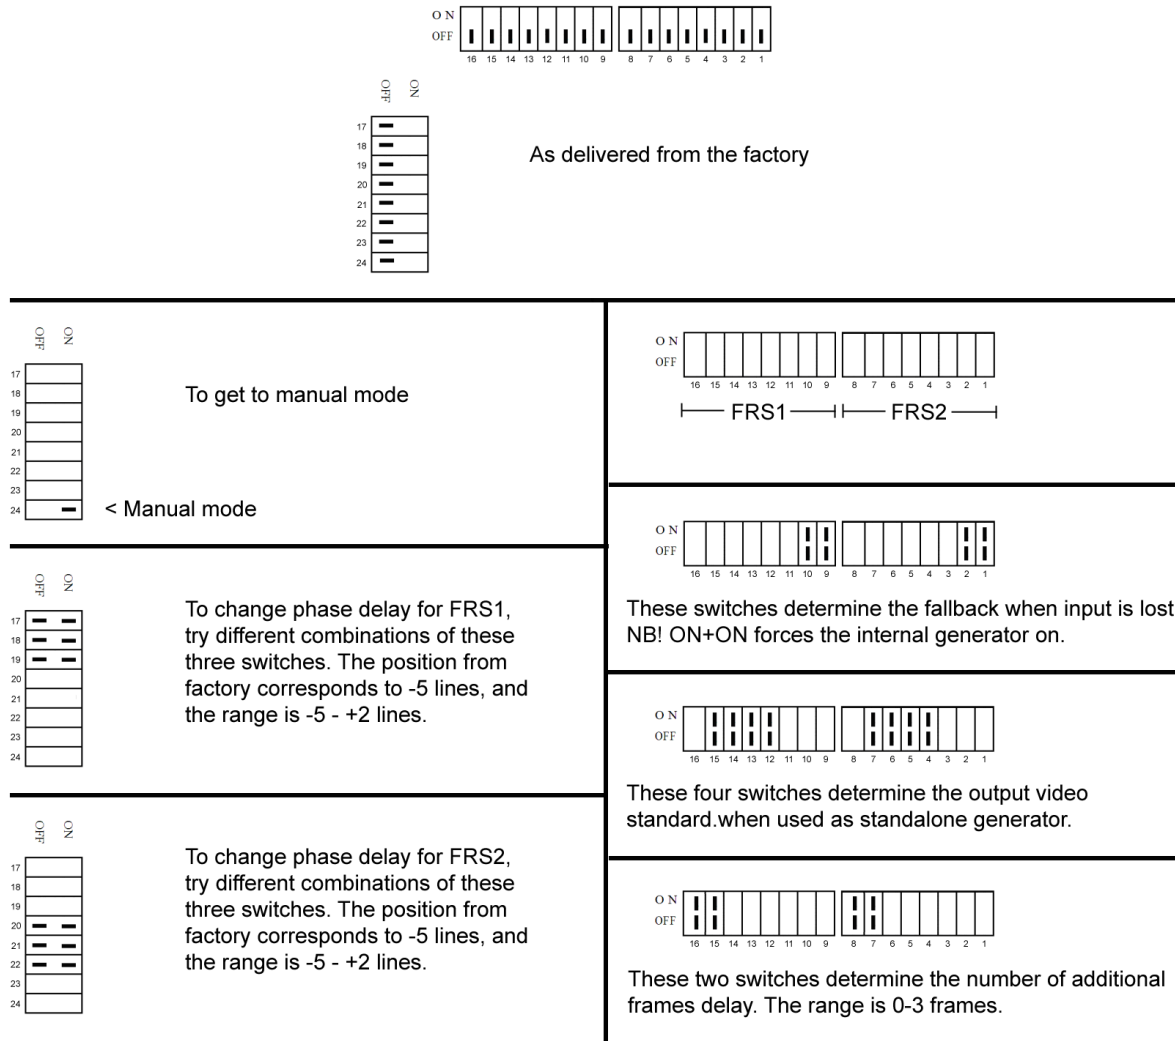 O N
OFF
16 15 14 13 12 11 10 9 8 7 6 5 4 3 2 1
OFF ON
17
18
19
20
21
22
23
24
As delivered from the factory
OFF ON
17
18
19
20
21
22
23
24
To get to manual mode
< Manual mode
OFF ON
17
18
19
20
21
22
23
24
To change phase delay for FRS1,
try different combinations of these
three switches. The position from
factory corresponds to -5 lines, and
the range is -5 - +2 lines.
OFF ON
17
18
19
20
21
22
23
24
To change phase delay for FRS2,
try different combinations of these
three switches. The position from
factory corresponds to -5 lines, and
the range is -5 - +2 lines.
O N
OFF
16 15 14 13 12 11 10 9 8 7 6 5 4 3 2 1
FRS1 FRS2
O N
OFF
16 15 14 13 12 11 10 9 8 7 6 5 4 3 2 1
These switches determine the fallback when input is lost
NB! ON+ON forces the internal generator on.
O N
OFF
16 15 14 13 12 11 10 9 8 7 6 5 4 3 2 1
These four switches determine the output video
standard.when used as standalone generator.
O N
OFF
16 15 14 13 12 11 10 9 8 7 6 5 4 3 2 1
These two switches determine the number of additional
frames delay. The range is 0-3 frames.